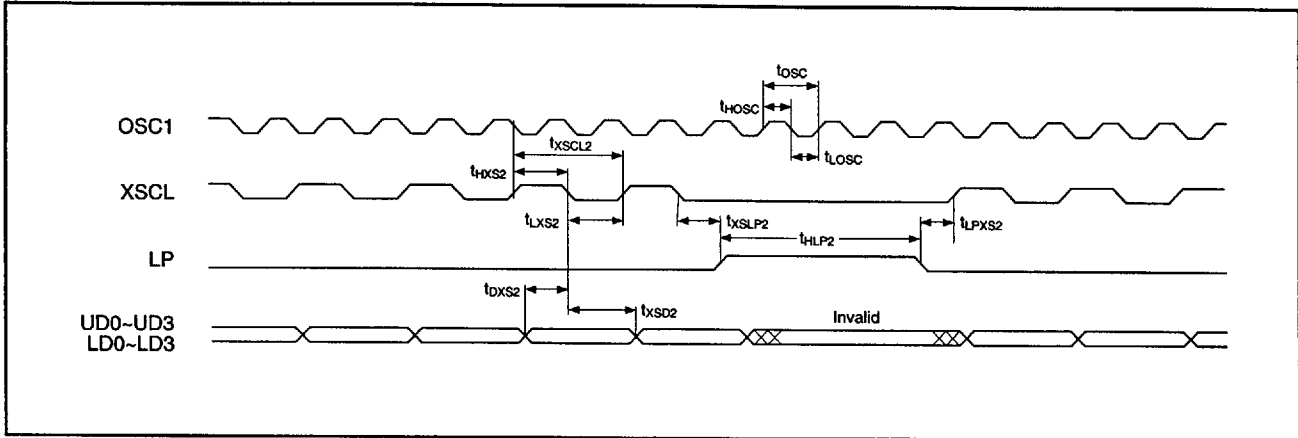 tOSC
tHOSC
OSC1
tXSCL2
tLOSC
tHXS2
XSCL
tLXS2
tXSLP2
tHLP2
tLPXS2
LP
tDXS2
tXSD2
UD0~UD3
Invalid
LD0~LD3